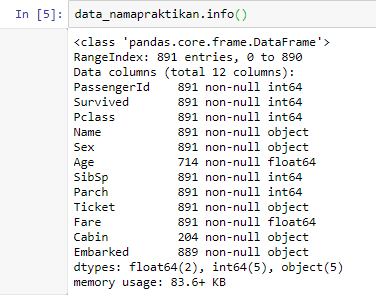 In [5]: data_namapraktikan.info()
<class 'pandas.core.frame.DataFrame'>
RangeIndex: 891 entries, 0 to 890
Data columns (total 12 columns):
PassengerId    891 non-null int64
Survived       891 non-null int64
Pclass         891 non-null int64
Name           891 non-null object
Sex            891 non-null object
Age            714 non-null float64
SibSp          891 non-null int64
Parch          891 non-null int64
Ticket         891 non-null object
Fare           891 non-null float64
Cabin          204 non-null object
Embarked       889 non-null object
dtypes: float64(2), int64(5), object(5)
memory usage: 83.6+ KB